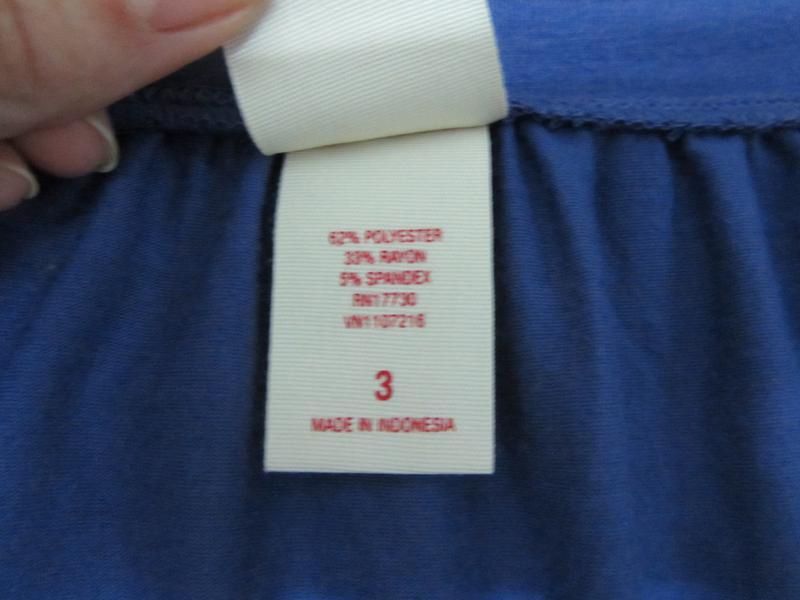 62% POLYESTER
33% RAYON
5% SPANDEX
RN17730
VN1107216
3
MADE IN INDONESIA